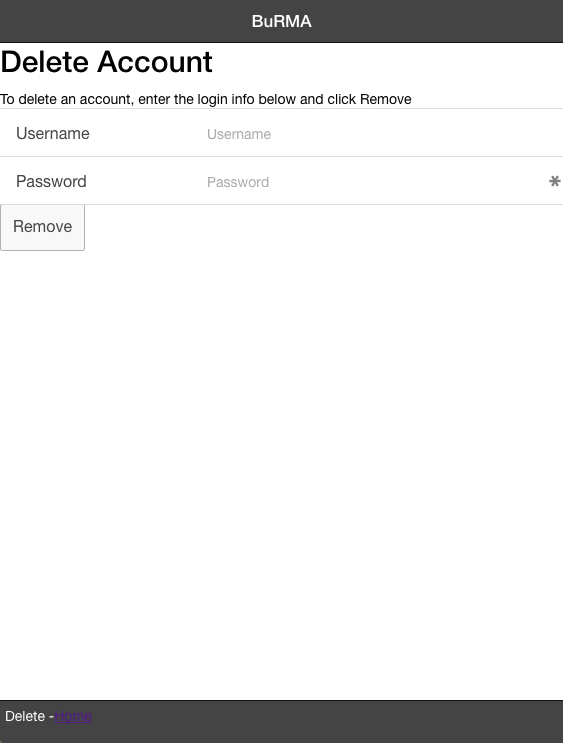 BuRMA
Delete Account
To delete an account, enter the login info below and click Remove
Username Username
Password Password *
Remove
Delete -Home